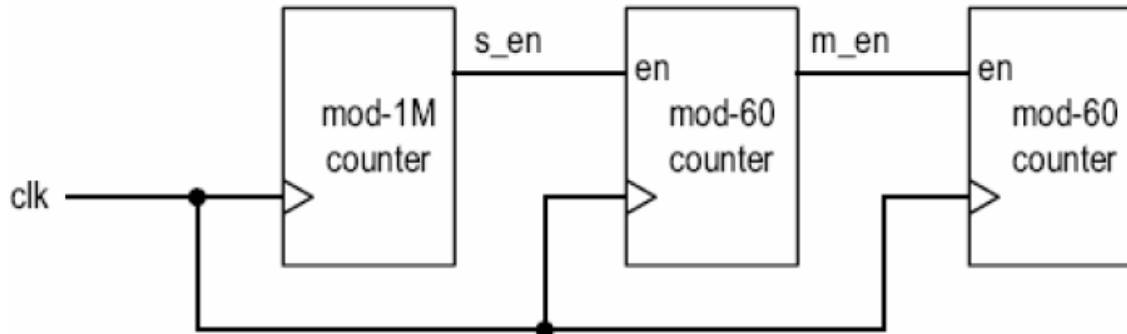 s_en
m_en
en
en
mod-1M
counter
mod-60
counter
mod-60
counter
clk